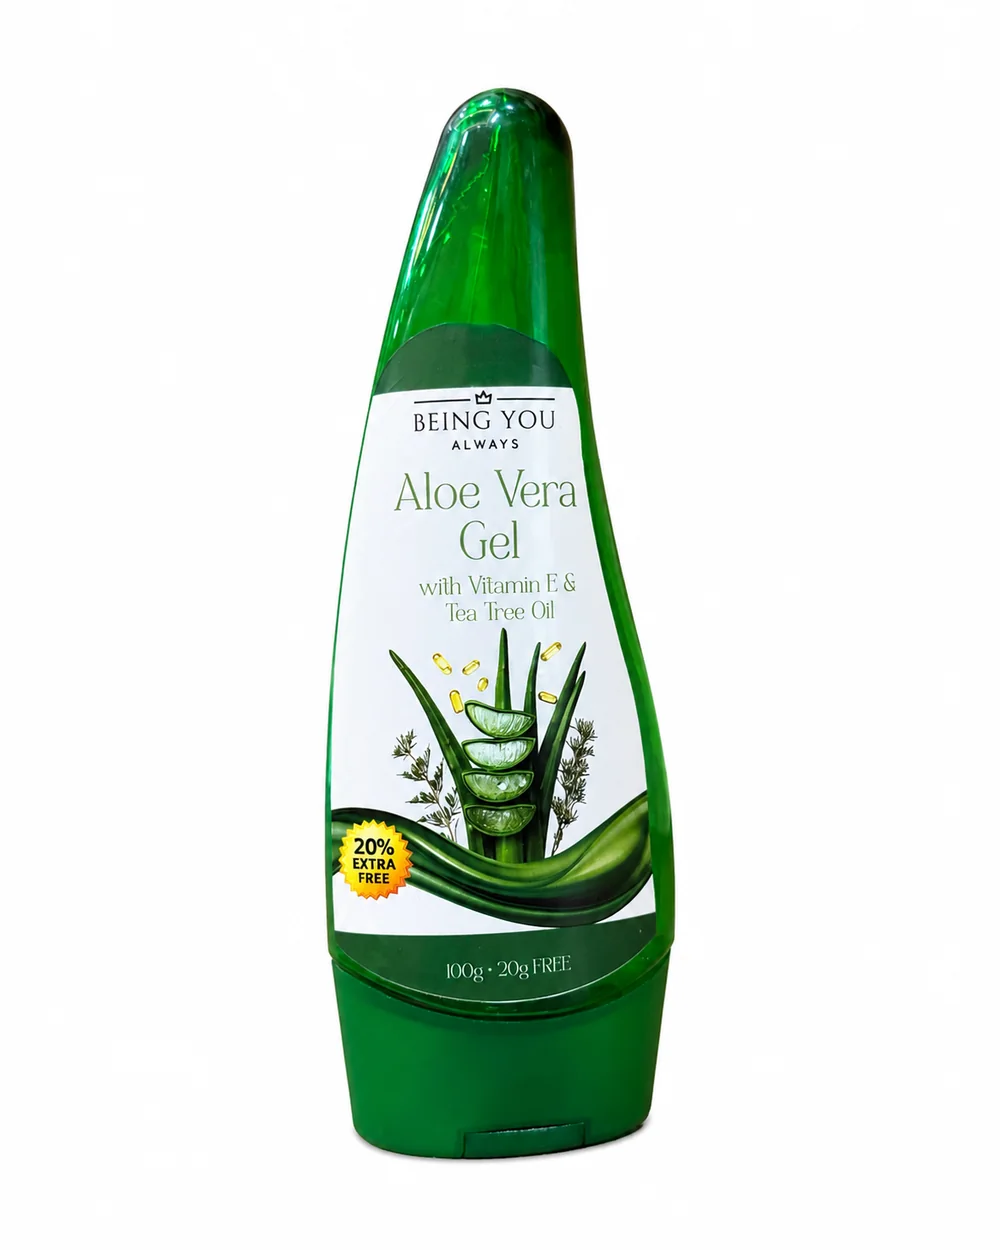 BEING YOU
ALWAYS
Aloe Vera
Gel
with Vitamin E &
Tea Tree Oil
20%
EXTRA
FREE
100g • 20g FREE